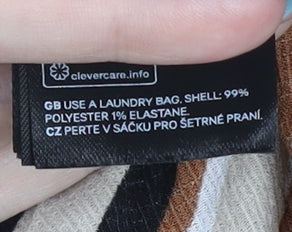 clevercare.info
GB USE A LAUNDRY BAG. SHELL: 99%
POLYESTER 1% ELASTANE.
CZ PERTE V SÁČKU PRO ŠETRNÉ PRANÍ.